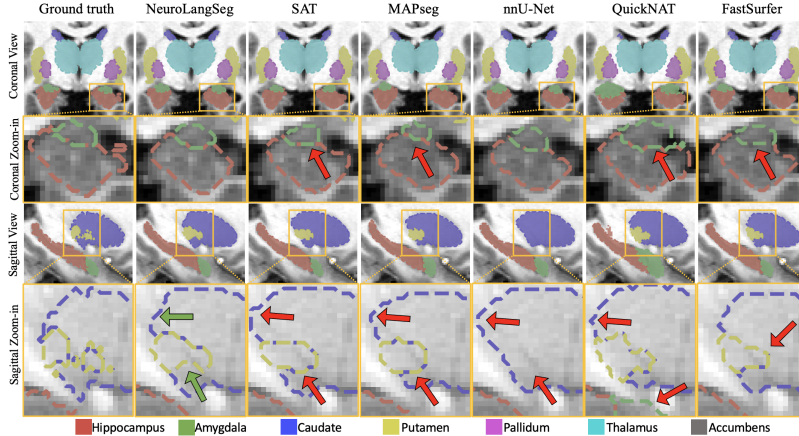 Ground truth NeuroLangSeg SAT MAPseg nnU-Net QuickNAT FastSurfer
Coronal View
Coronal Zoom-in
Sagittal View
Sagittal Zoom-in
Hippocampus Amygdala Caudate Putamen Pallidum Thalamus Accumbens